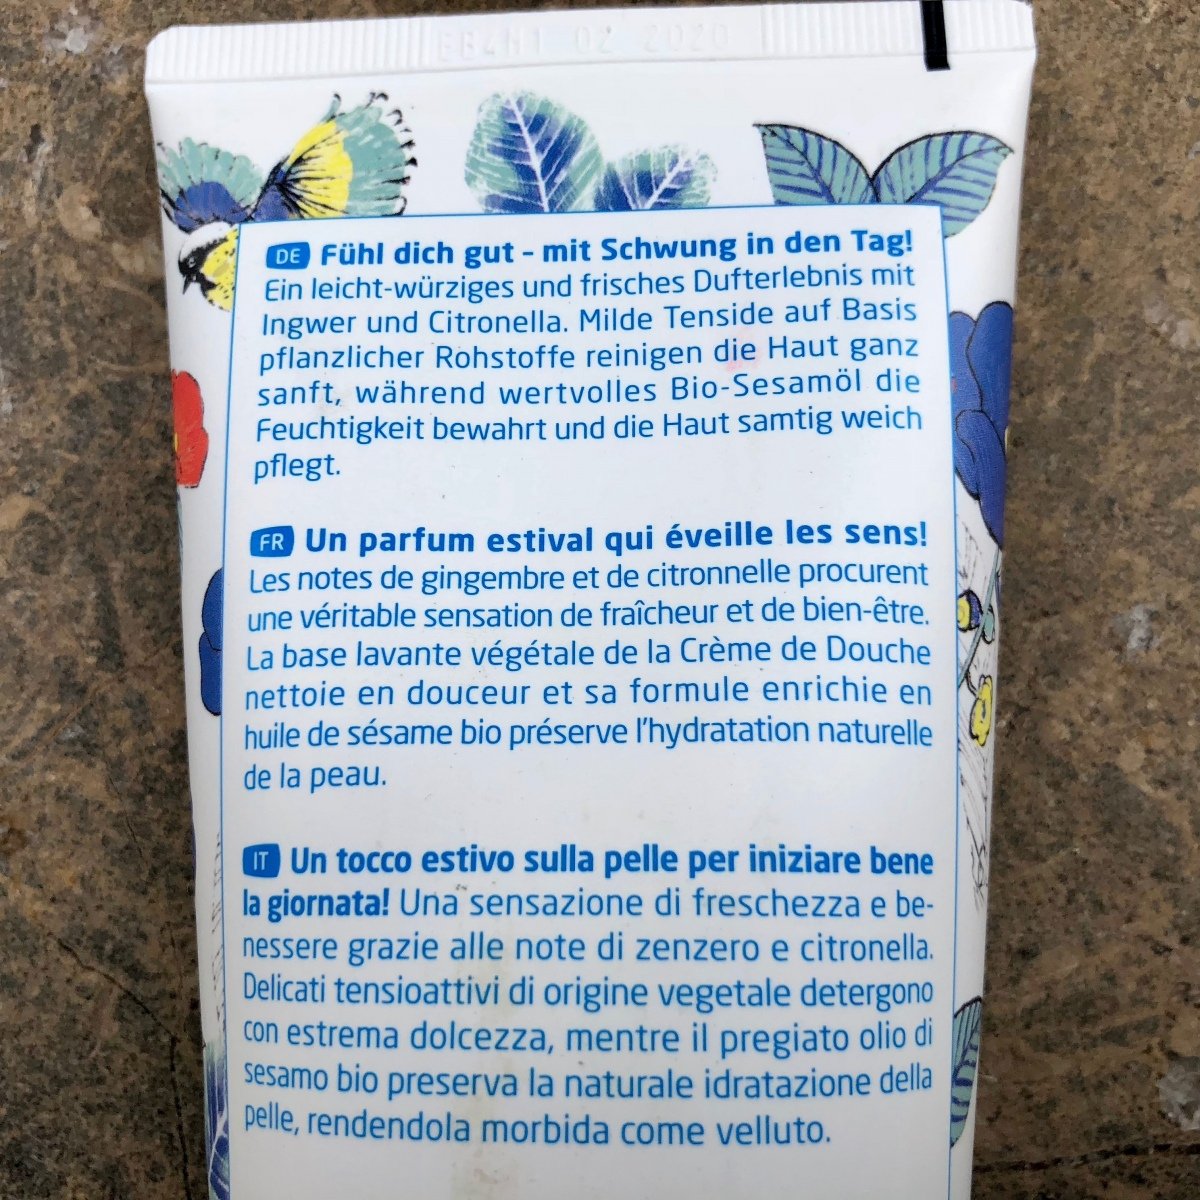 EB4H1 02 2020
DE Fühl dich gut – mit Schwung in den Tag!
Ein leicht-würziges und frisches Dufterlebnis mit
Ingwer und Citronella. Milde Tenside auf Basis
pflanzlicher Rohstoffe reinigen die Haut ganz
sanft, während wertvolles Bio-Sesamöl die
Feuchtigkeit bewahrt und die Haut samtig weich
pflegt.
FR Un parfum estival qui éveille les sens!
Les notes de gingembre et de citronnelle procurent
une véritable sensation de fraîcheur et de bien-être.
La base lavante végétale de la Crème de Douche
nettoie en douceur et sa formule enrichie en
huile de sésame bio préserve l'hydratation naturelle
de la peau.
IT Un tocco estivo sulla pelle per iniziare bene
la giornata! Una sensazione di freschezza e be-
nessere grazie alle note di zenzero e citronella.
Delicati tensioattivi di origine vegetale detergono
con estrema dolcezza, mentre il pregiato olio di
sesamo bio preserva la naturale idratazione della
pelle, rendendola morbida come velluto.